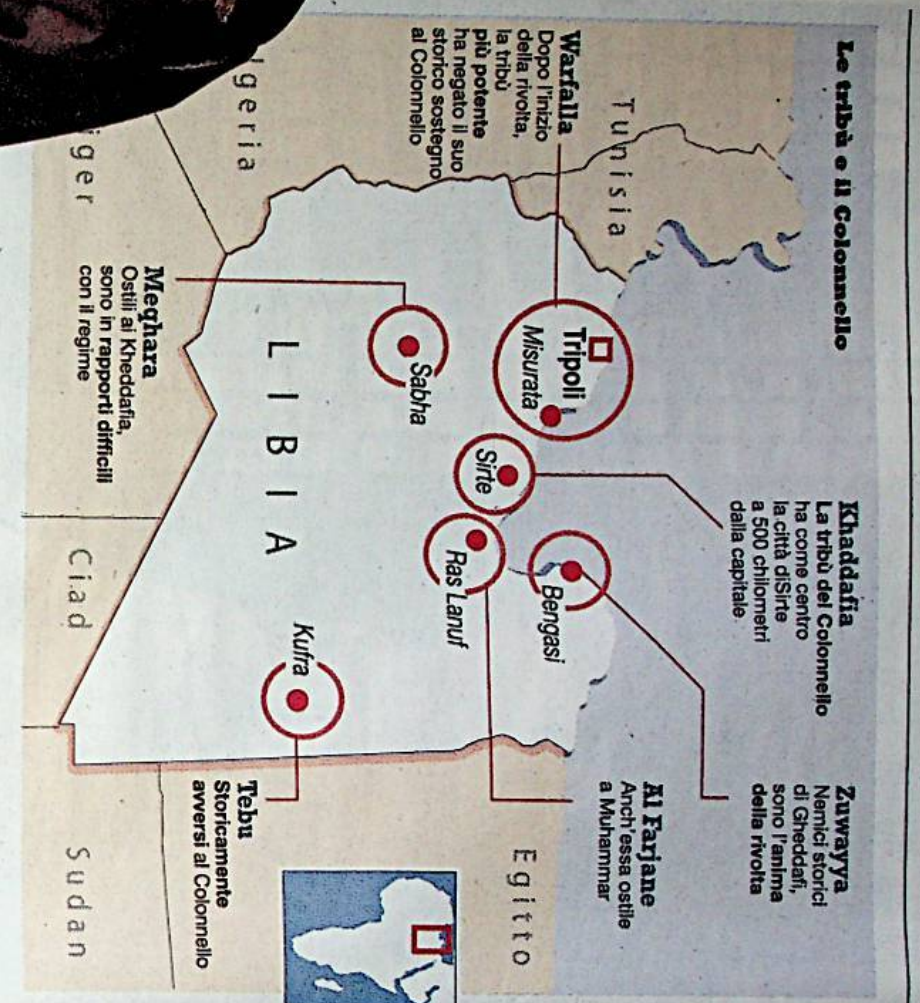 Le tribù e il Colonnello
Khaddafia
La tribù del Colonnello
ha come centro
la città diSirte
a 500 chilometri
dalla capitale
Zuwayya
Nemici storici
di Gheddafi,
sono l'anima
della rivolta
Tunisia
Warfalla
Dopo l'inizio
della rivolta,
la tribù
più potente
ha negato il suo
storico sostegno
al Colonnello
Tripoli
Misurata
Sirte
Bengasi
Ras Lanuf
Al Farjane
Anch'essa ostile
a Muhammar
Egitto
lgeria
Sabha
LIBIA
Kufra
Tebu
Storicamente
avversi al Colonnello
iger
Meghara
Ostili ai Kheddafia,
sono in rapporti difficili
con il regime
Ciad
Sudan